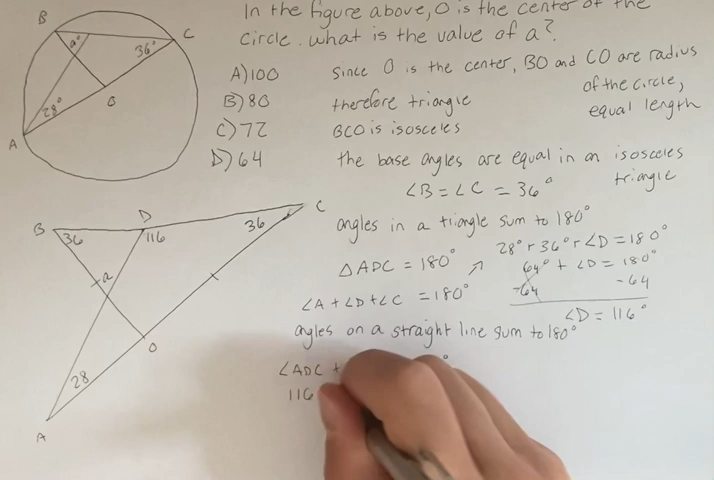 In the figure above, O is the center of the
circle. what is the value of a?
B
C
a°
36°
28°
O
A
A) 100
B) 80
C) 72
D) 64
since O is the center, BO and CO are radius
of the circle,
equal length
therefore triangle
BCO is isosceles
the base angles are equal in an isosceles
triangle
∠B = ∠C = 36°
angles in a triangle sum to 180°
△ADC = 180°
∠A + ∠D + ∠C = 180°
28° + 36° + ∠D = 180°
64° + ∠D = 180°
-64 -64
∠D = 116°
angles on a straight line sum to 180°
∠ADC +
116
B
36
D
116
36
C
a
O
28
A